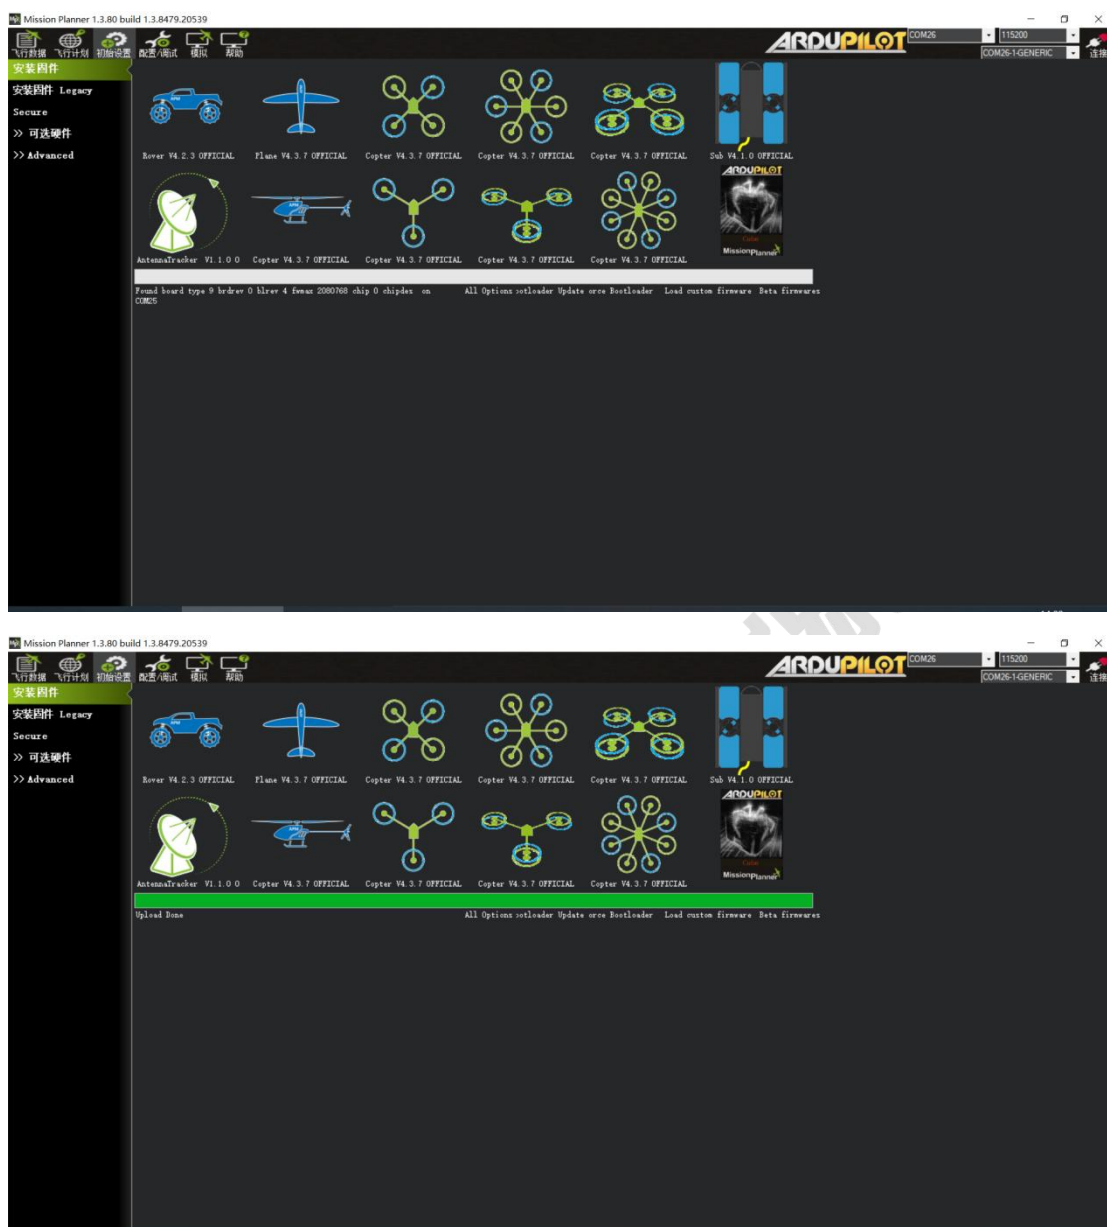 Mission Planner 1.3.80 build 1.3.8479.20539
飞行数据 飞行计划 初始设置 配置/调试 模拟 帮助
ARDUPILOT
COM26 115200
COM26-1-GENERIC 连接
安装固件
安装固件 Legacy
Secure
>> 可选硬件
>> Advanced
Rover V4.2.3 OFFICIAL Plane V4.3.7 OFFICIAL Copter V4.3.7 OFFICIAL Copter V4.3.7 OFFICIAL Copter V4.3.7 OFFICIAL Sub V4.1.0 OFFICIAL
ARDUPILOT
Cube
MissionPlanner
AntennaTracker V1.1.0 0 Copter V4.3.7 OFFICIAL Copter V4.3.7 OFFICIAL Copter V4.3.7 OFFICIAL Copter V4.3.7 OFFICIAL
Found board type 9 brdrev 0 blrev 4 fwmax 2080768 chip 0 chipdes on
COM25
All Options otloader Update orce Bootloader Load custom firmware Beta firmwares
Mission Planner 1.3.80 build 1.3.8479.20539
飞行数据 飞行计划 初始设置 配置/调试 模拟 帮助
ARDUPILOT
COM26 115200
COM26-1-GENERIC 连接
安装固件
安装固件 Legacy
Secure
>> 可选硬件
>> Advanced
Rover V4.2.3 OFFICIAL Plane V4.3.7 OFFICIAL Copter V4.3.7 OFFICIAL Copter V4.3.7 OFFICIAL Copter V4.3.7 OFFICIAL Sub V4.1.0 OFFICIAL
ARDUPILOT
Cube
MissionPlanner
AntennaTracker V1.1.0 0 Copter V4.3.7 OFFICIAL Copter V4.3.7 OFFICIAL Copter V4.3.7 OFFICIAL Copter V4.3.7 OFFICIAL
Upload Done
All Options otloader Update orce Bootloader Load custom firmware Beta firmwares